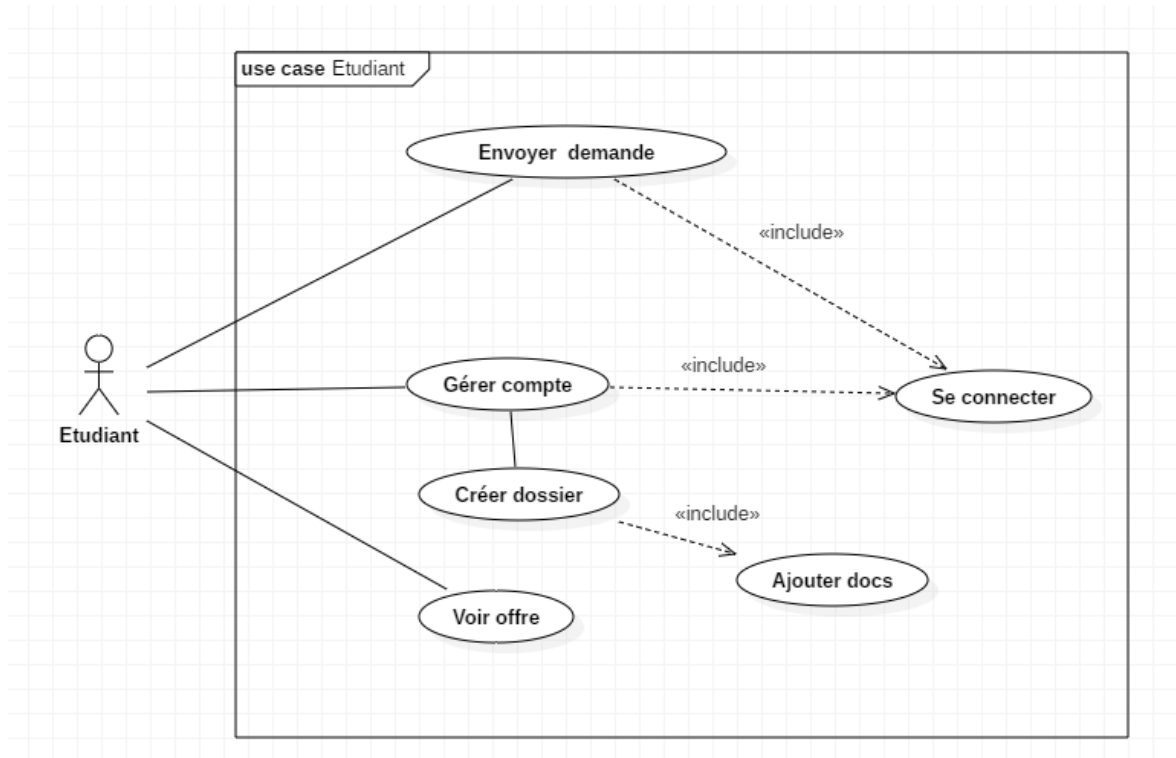 use case Etudiant
Envoyer demande
«include»
«include»
Gérer compte
Se connecter
Etudiant
Créer dossier
«include»
Ajouter docs
Voir offre